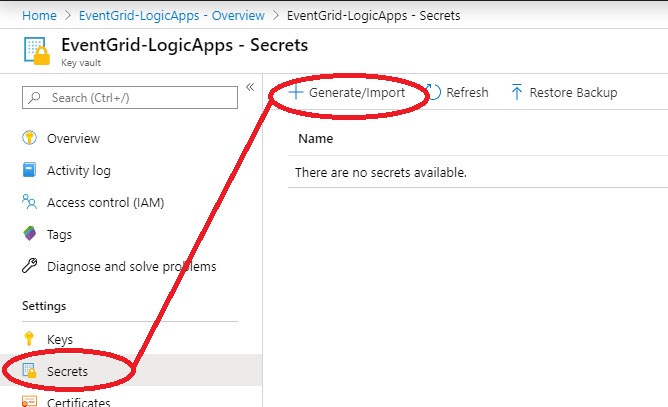 Home > EventGrid-LogicApps - Overview > EventGrid-LogicApps - Secrets
EventGrid-LogicApps - Secrets
Key vault
Search (Ctrl+/)
«
Overview
Activity log
Access control (IAM)
Tags
Diagnose and solve problems
Settings
Keys
Secrets
Certificates
+ Generate/Import
Refresh
Restore Backup
Name
There are no secrets available.